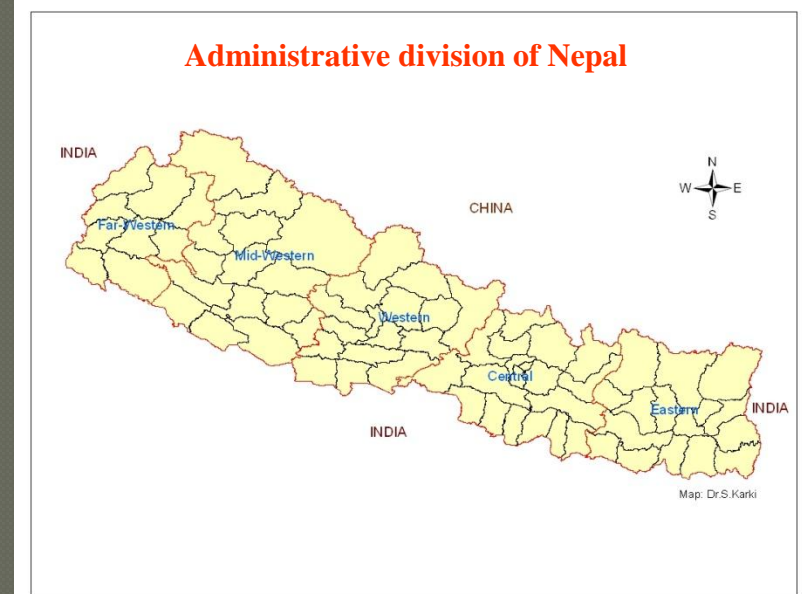 Administrative division of Nepal
INDIA
N
W E
S
CHINA
Far-Western
Mid-Western
Western
Central
Eastern
INDIA
INDIA
Map: Dr.S.Karki